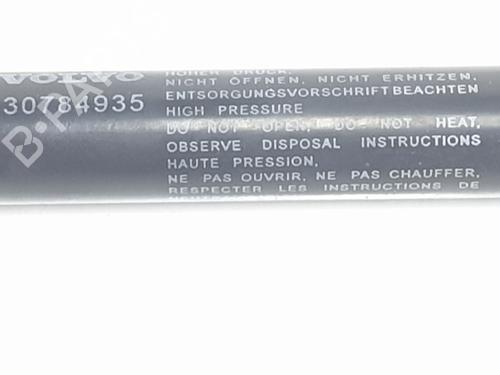 VOLVO
30784935
HOHER DRUCK,
NICHT ÖFFNEN, NICHT ERHITZEN,
ENTSORGUNGSVORSCHRIFT BEACHTEN
HIGH PRESSURE
DO NOT OPEN, DO NOT HEAT,
OBSERVE DISPOSAL INSTRUCTIONS
HAUTE PRESSION,
NE PAS OUVRIR, NE PAS CHAUFFER,
RESPECTER LES INSTRUCTIONS DE
B-PARTS